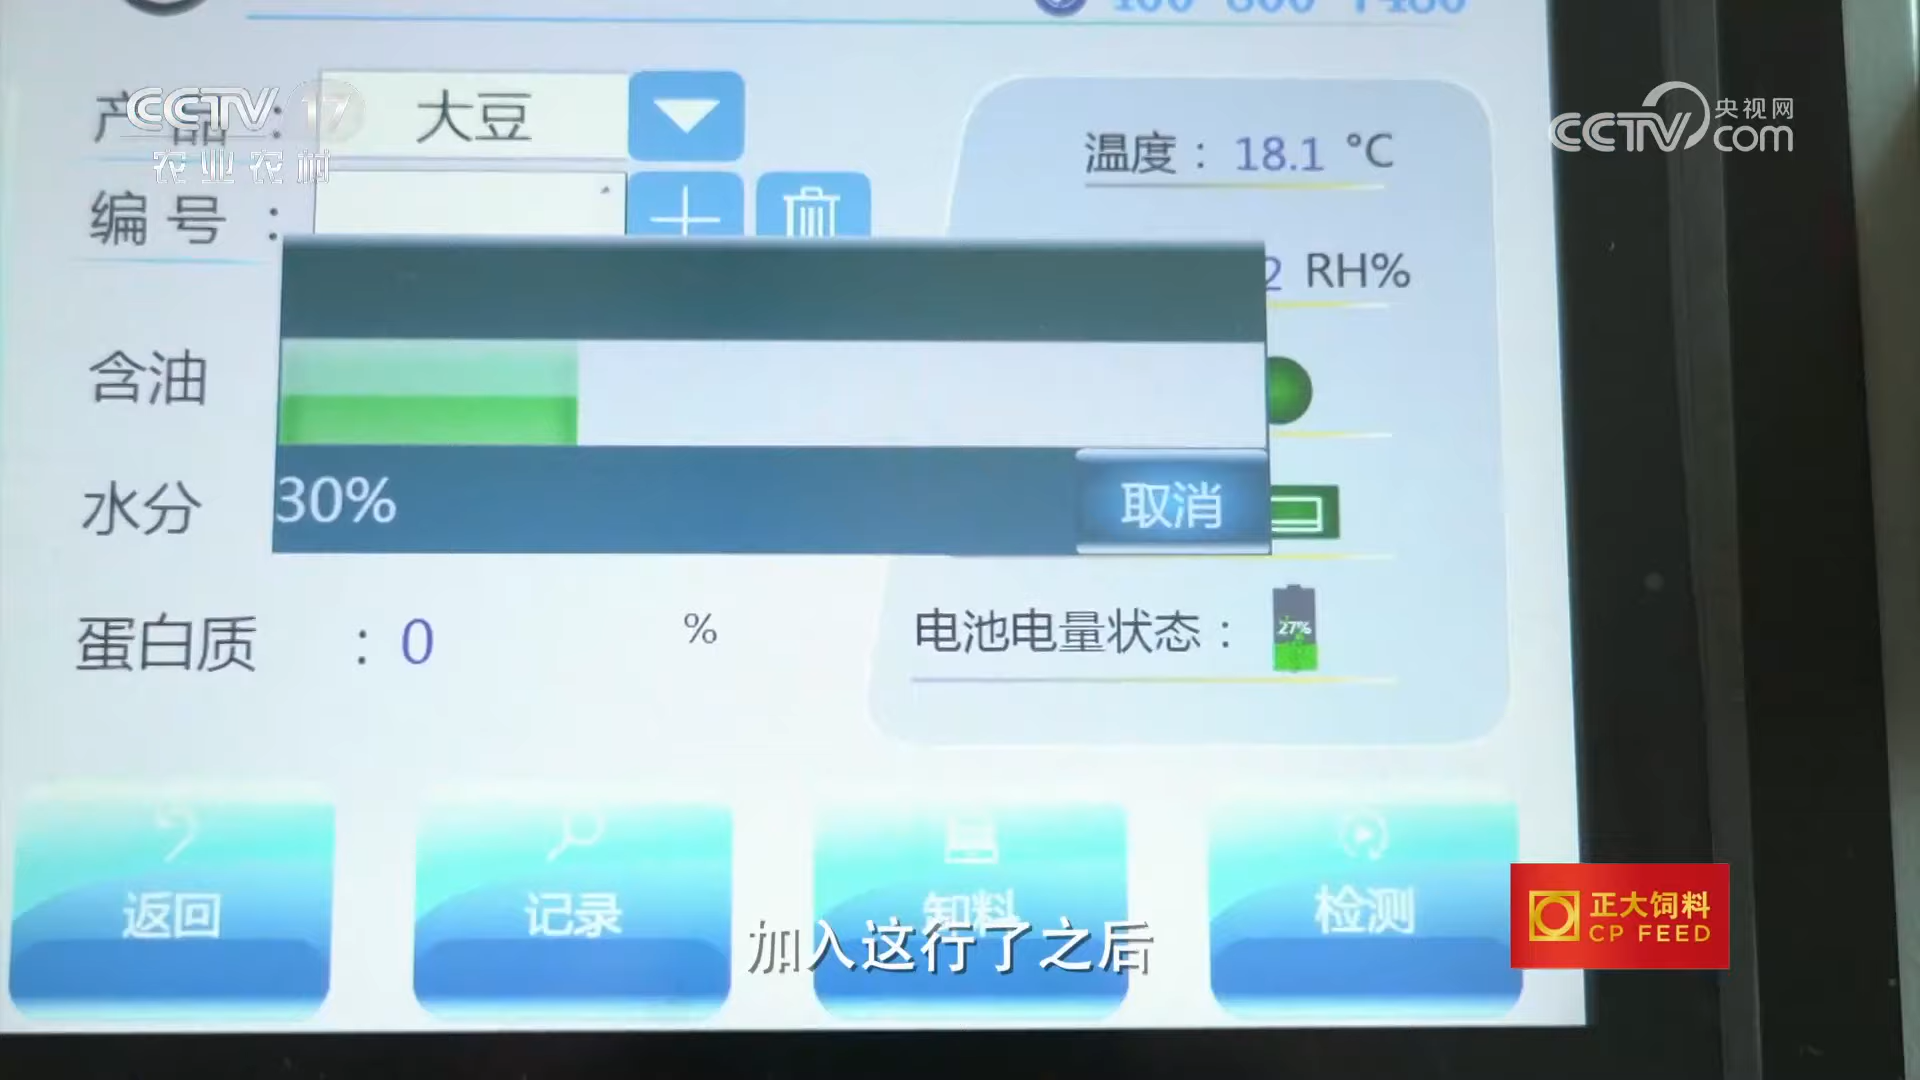 产品： 大豆
CCTV 17
农业农村
央视网
CCTV.com
编号：
温度： 18.1 ℃
2 RH%
含油
水分
30%
取消
蛋白质 ： 0 %
电池电量状态：
27%
返回
记录
卸料
检测
加入这行了之后
正大饲料
CP FEED